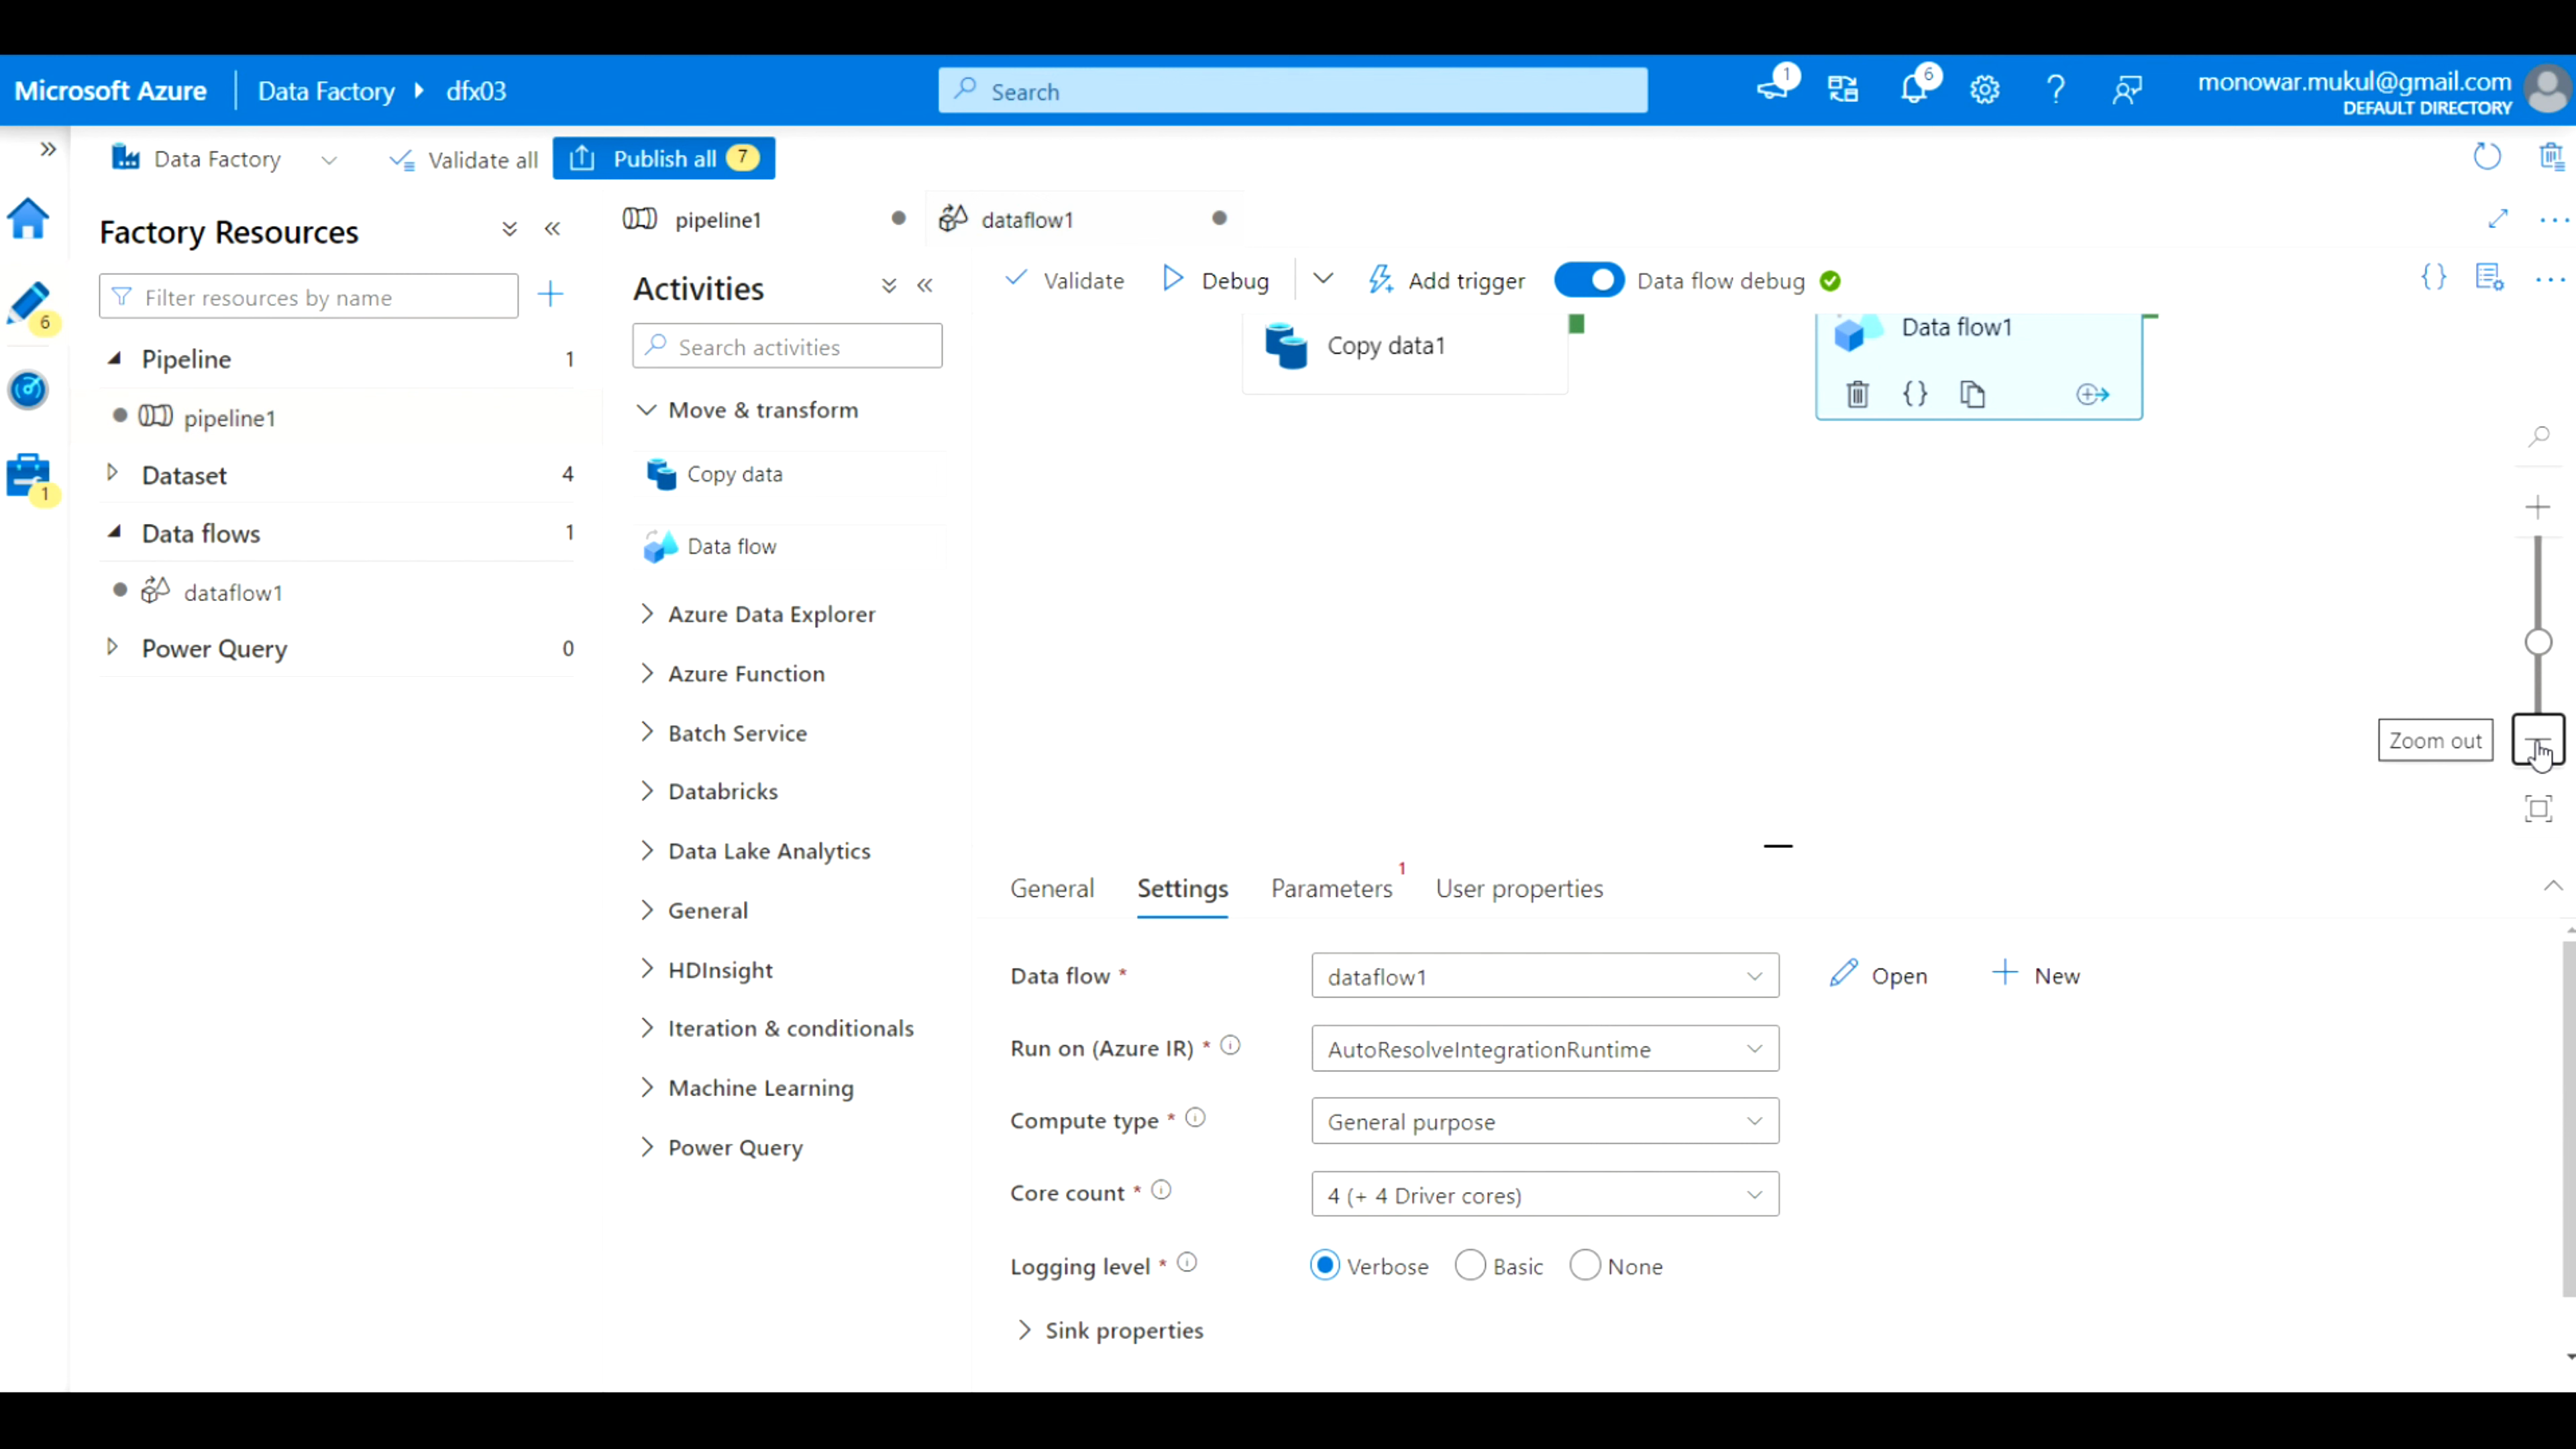 Microsoft Azure
Data Factory
dfx03
Search
1
6
monowar.mukul@gmail.com
DEFAULT DIRECTORY
Data Factory
Validate all
Publish all
7
Factory Resources
Filter resources by name
6
1
Pipeline 1
pipeline1
Dataset 4
Data flows 1
dataflow1
Power Query 0
pipeline1
dataflow1
Activities
Search activities
Move & transform
Copy data
Data flow
Azure Data Explorer
Azure Function
Batch Service
Databricks
Data Lake Analytics
General
HDInsight
Iteration & conditionals
Machine Learning
Power Query
Validate
Debug
Add trigger
Data flow debug
Copy data1
Data flow1
Zoom out
General
Settings
Parameters 1
User properties
Data flow *
dataflow1
Open
New
Run on (Azure IR) *
AutoResolveIntegrationRuntime
Compute type *
General purpose
Core count *
4 (+ 4 Driver cores)
Logging level *
Verbose
Basic
None
Sink properties